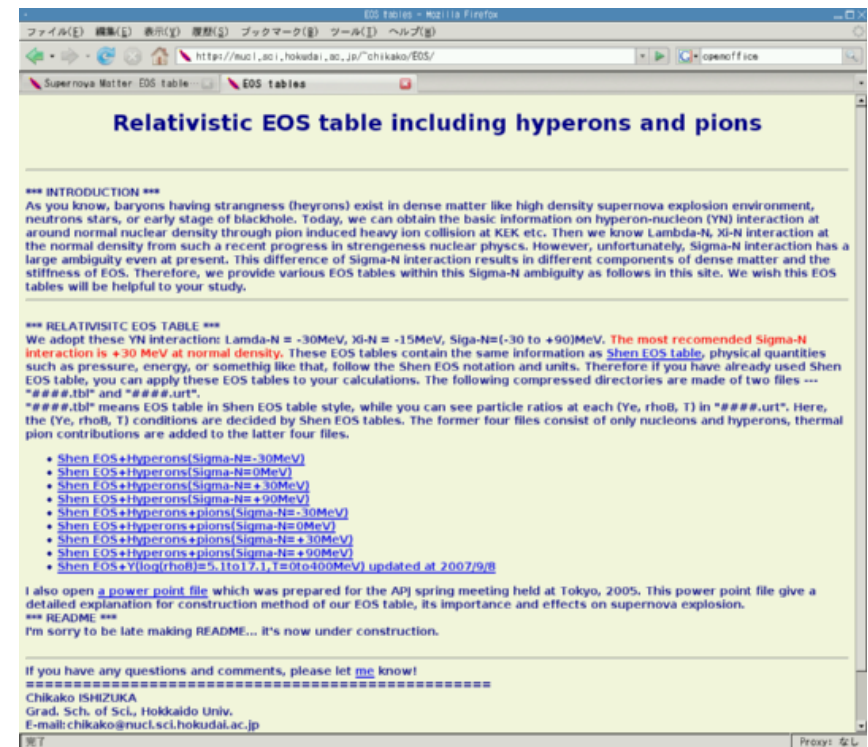 EOS tables - Mozilla Firefox
ファイル(F) 編集(E) 表示(V) 履歴(S) ブックマーク(B) ツール(T) ヘルプ(H)
http://nucl.sci.hokudai.ac.jp/~chikako/EOS/
openoffice
Supernova Matter EOS table
EOS tables
Relativistic EOS table including hyperons and pions
*** INTRODUCTION ***
As you know, baryons having strangness (heyrons) exist in dense matter like high density supernova explosion environment,
neutrons stars, or early stage of blackhole. Today, we can obtain the basic information on hyperon-nucleon (YN) interaction at
around normal nuclear density through pion induced heavy ion collision at KEK etc. Then we know Lambda-N, Xi-N interaction at
the normal density from such a recent progress in strengeness nuclear physcs. However, unfortunately, Sigma-N interaction has a
large ambiguity even at present. This difference of Sigma-N interaction results in different components of dense matter and the
stiffness of EOS. Therefore, we provide various EOS tables within this Sigma-N ambiguity as follows in this site. We wish this EOS
tables will be helpful to your study.
*** RELATIVISITC EOS TABLE ***
We adopt these YN interaction: Lamda-N = -30MeV, Xi-N = -15MeV, Siga-N=(-30 to +90)MeV. The most recomended Sigma-N
interaction is +30 MeV at normal density. These EOS tables contain the same information as Shen EOS table, physical quantities
such as pressure, energy, or somethig like that, follow the Shen EOS notation and units. Therefore if you have already used Shen
EOS table, you can apply these EOS tables to your calculations. The following compressed directories are made of two files ---
"####.tbl" and "####.urt".
"####.tbl" means EOS table in Shen EOS table style, while you can see particle ratios at each (Ye, rhoB, T) in "####.urt". Here,
the (Ye, rhoB, T) conditions are decided by Shen EOS tables. The former four files consist of only nucleons and hyperons, thermal
pion contributions are added to the latter four files.
• Shen EOS+Hyperons(Sigma-N=-30MeV)
• Shen EOS+Hyperons(Sigma-N=0MeV)
• Shen EOS+Hyperons(Sigma-N=+30MeV)
• Shen EOS+Hyperons(Sigma-N=+90MeV)
• Shen EOS+Hyperons+pions(Sigma-N=-30MeV)
• Shen EOS+Hyperons+pions(Sigma-N=0MeV)
• Shen EOS+Hyperons+pions(Sigma-N=+30MeV)
• Shen EOS+Hyperons+pions(Sigma-N=+90MeV)
• Shen EOS+Y(log(rhoB)=5.1to17.1,T=0to400MeV) updated at 2007/9/8
I also open a power point file which was prepared for the APJ spring meeting held at Tokyo, 2005. This power point file give a
detailed explanation for construction method of our EOS table, its importance and effects on supernova explosion.
*** README ***
I'm sorry to be late making README... it's now under construction.
If you have any questions and comments, please let me know!
==================================================
Chikako ISHIZUKA
Grad. Sch. of Sci., Hokkaido Univ.
E-mail:chikako@nucl.sci.hokudai.ac.jp
完了
Proxy: なし